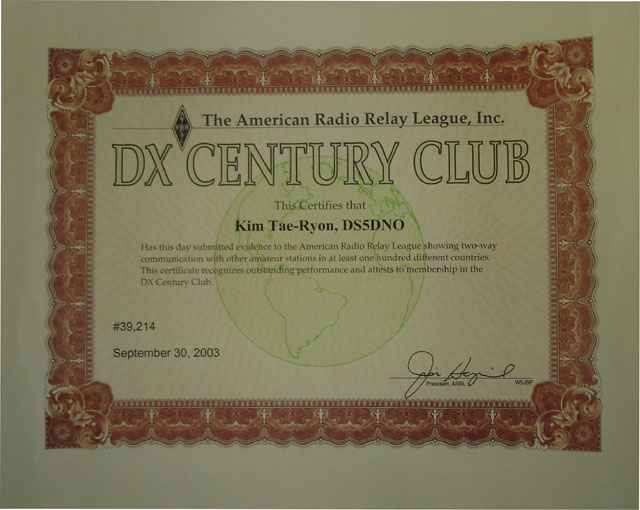 The American Radio Relay League, Inc.
DX CENTURY CLUB
This Certifies that
Kim Tae-Ryon, DS5DNO
Has this day submitted evidence to the American Radio Relay League showing two-way
communication with other amateur stations in at least one hundred different countries.
This certificate recognizes outstanding performance and attests to membership in the
DX Century Club.
#39,214
September 30, 2003
President, ARRL W5JBP